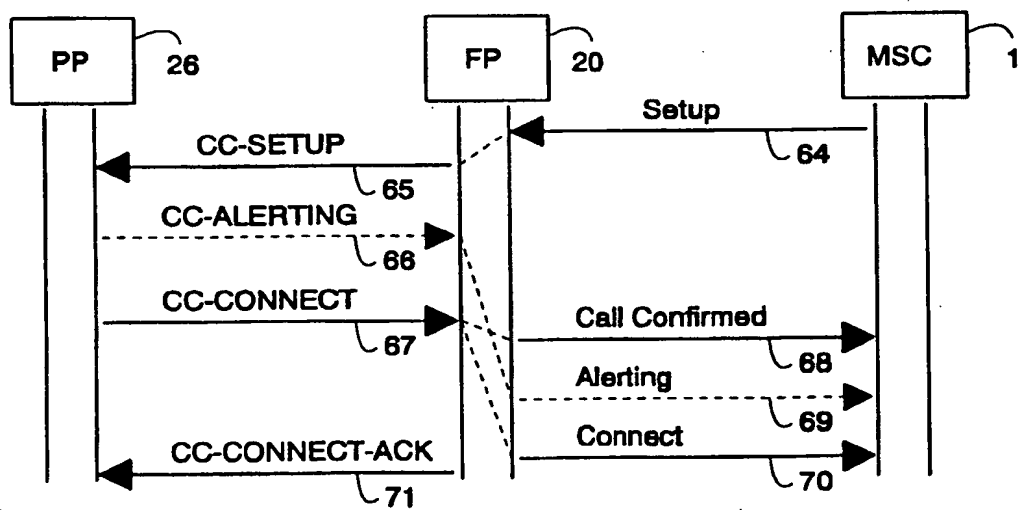 PP
26
FP
20
MSC
1
Setup
64
CC-SETUP
65
CC-ALERTING
66
CC-CONNECT
67
Call Confirmed
68
Alerting
69
Connect
70
CC-CONNECT-ACK
71